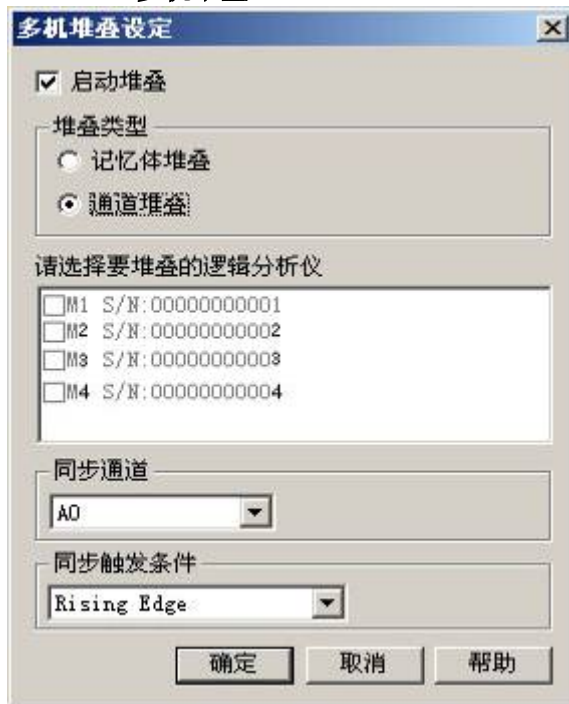 多机堆叠设定
启动堆叠
堆叠类型
记忆体堆叠
通道堆叠
请选择要堆叠的逻辑分析仪
M1 S/N:00000000001
M2 S/N:00000000002
M3 S/N:00000000003
M4 S/N:00000000004
同步通道
A0
同步触发条件
Rising Edge
确定 取消 帮助